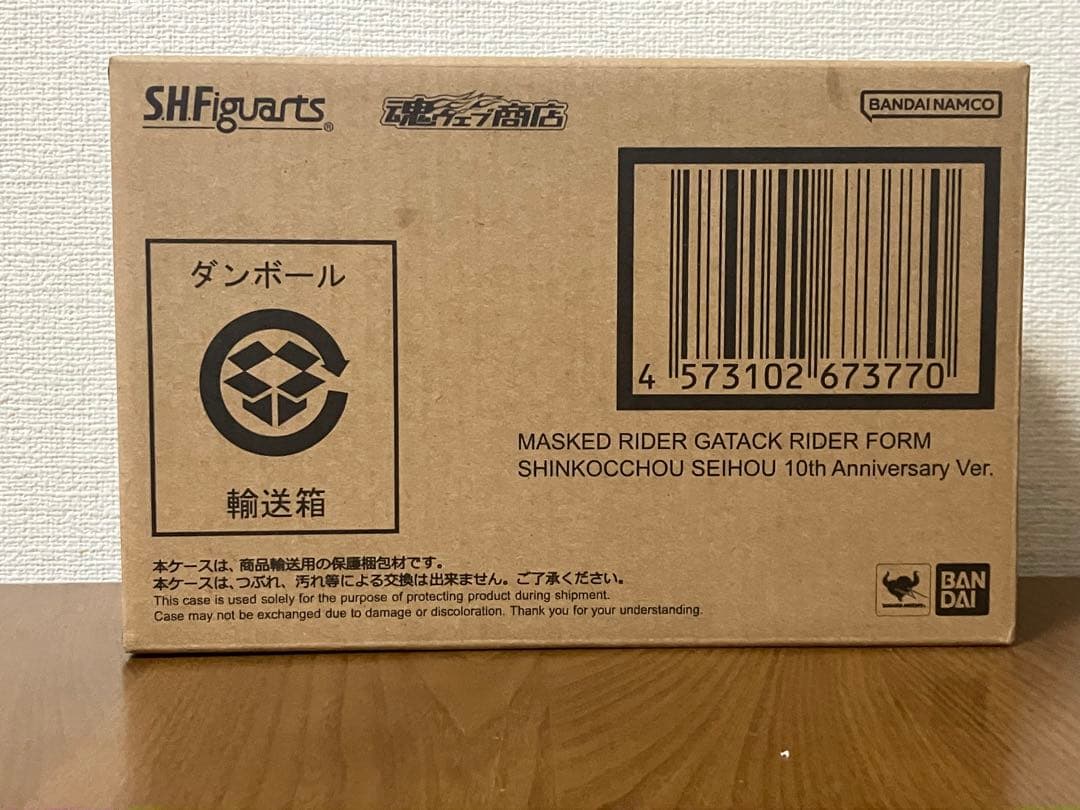 S.H.Figuarts®
魂ウェブ商店
BANDAI NAMCO
ダンボール
輸送箱
4 573102 673770
MASKED RIDER GATACK RIDER FORM
SHINKOCCHOU SEIHOU 10th Anniversary Ver.
本ケースは、商品輸送用の保護梱包材です。
本ケースは、つぶれ、汚れ等による交換は出来ません。ご了承ください。
This case is used solely for the purpose of protecting product during shipment.
Case may not be exchanged due to damage or discoloration. Thank you for your understanding.
BAN
DAI